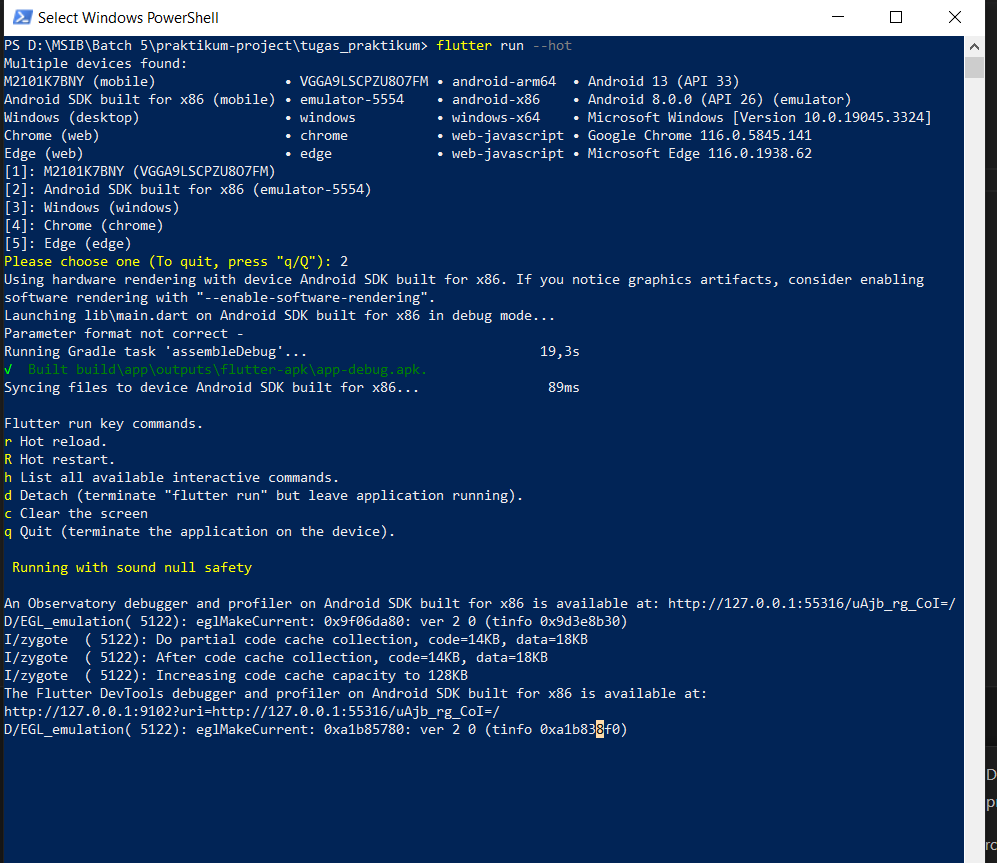 Select Windows PowerShell
PS D:\MSIB\Batch 5\praktikum-project\tugas_praktikum> flutter run --hot
Multiple devices found:
M2101K7BNY (mobile) • VGGA9LSCPZU8O7FM • android-arm64 • Android 13 (API 33)
Android SDK built for x86 (mobile) • emulator-5554 • android-x86 • Android 8.0.0 (API 26) (emulator)
Windows (desktop) • windows • windows-x64 • Microsoft Windows [Version 10.0.19045.3324]
Chrome (web) • chrome • web-javascript • Google Chrome 116.0.5845.141
Edge (web) • edge • web-javascript • Microsoft Edge 116.0.1938.62
[1]: M2101K7BNY (VGGA9LSCPZU8O7FM)
[2]: Android SDK built for x86 (emulator-5554)
[3]: Windows (windows)
[4]: Chrome (chrome)
[5]: Edge (edge)
Please choose one (To quit, press "q/Q"): 2
Using hardware rendering with device Android SDK built for x86. If you notice graphics artifacts, consider enabling
software rendering with "--enable-software-rendering".
Launching lib\main.dart on Android SDK built for x86 in debug mode...
Parameter format not correct -
Running Gradle task 'assembleDebug'... 19,3s
√ Built build\app\outputs\flutter-apk\app-debug.apk.
Syncing files to device Android SDK built for x86... 89ms
Flutter run key commands.
r Hot reload.
R Hot restart.
h List all available interactive commands.
d Detach (terminate "flutter run" but leave application running).
c Clear the screen
q Quit (terminate the application on the device).
Running with sound null safety
An Observatory debugger and profiler on Android SDK built for x86 is available at: http://127.0.0.1:55316/uAjb_rg_CoI=/
D/EGL_emulation( 5122): eglMakeCurrent: 0x9f06da80: ver 2 0 (tinfo 0x9d3e8b30)
I/zygote ( 5122): Do partial code cache collection, code=14KB, data=18KB
I/zygote ( 5122): After code cache collection, code=14KB, data=18KB
I/zygote ( 5122): Increasing code cache capacity to 128KB
The Flutter DevTools debugger and profiler on Android SDK built for x86 is available at:
http://127.0.0.1:9102?uri=http://127.0.0.1:55316/uAjb_rg_CoI=/
D/EGL_emulation( 5122): eglMakeCurrent: 0xa1b85780: ver 2 0 (tinfo 0xa1b838f0)